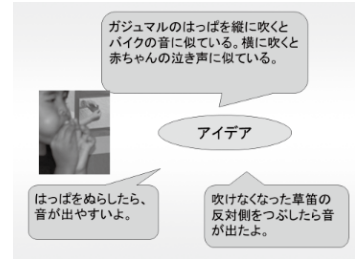 ガジュマルのはっぱを縦に吹くと
バイクの音に似ている。横に吹くと
赤ちゃんの泣き声に似ている。
アイデア
はっぱをぬらしたら、
音が出やすいよ。
吹けなくなった草笛の
反対側をつぶしたら音
が出たよ。